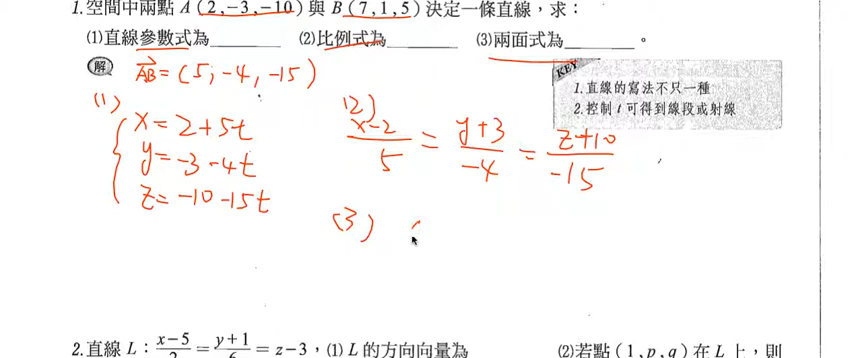 1.空間中兩點 A(2,−3,−10)與 B(7,1,5)決定一條直線，求：
(1)直線參數式為________ (2)比例式為________ (3)兩面式為________。
解 AB=(5,-4,-15)
KEY
1.直線的寫法不只一種
2.控制 t 可得到線段或射線
(1)
x=2+5t
y=-3-4t
z=-10-15t
(2)
x-2/5 = y+3/-4 = z+10/-15
(3)
2.直線 L：x−5/2 = y+1/6 = z−3，(1) L 的方向向量為 (2)若點(1,p,q)在 L 上，則